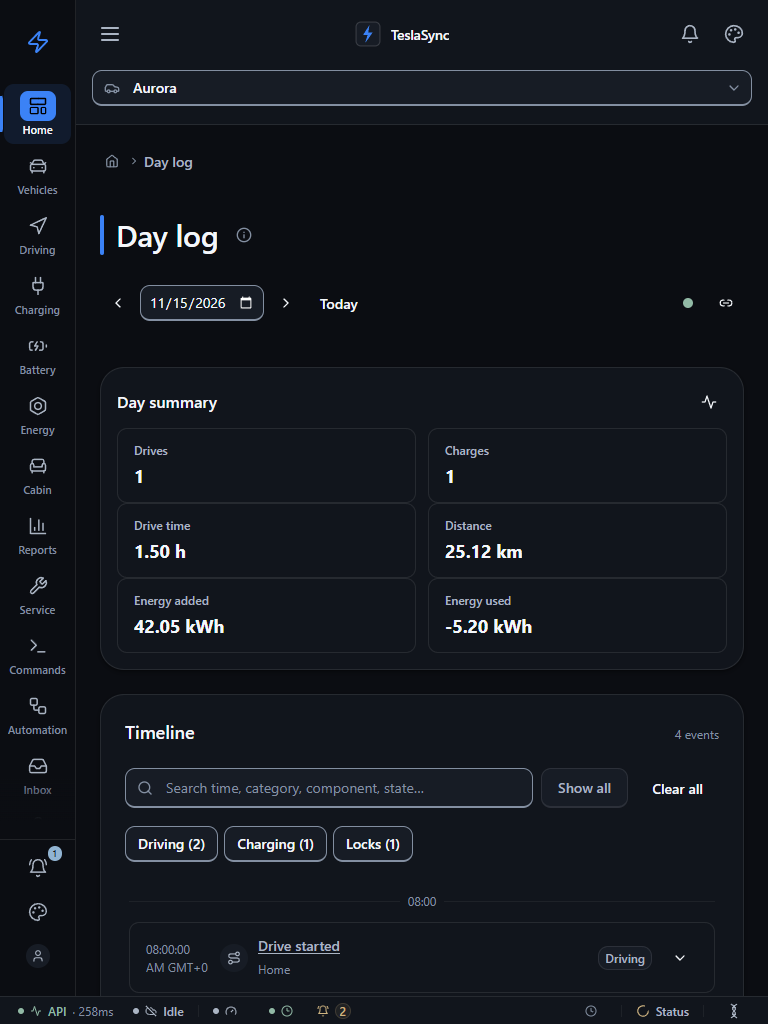 TeslaSync
Aurora
Home
Vehicles
Driving
Charging
Battery
Energy
Cabin
Reports
Service
Commands
Automation
Inbox
1
Day log
Day log
11/15/2026
Today
Day summary
Drives
1
Charges
1
Drive time
1.50 h
Distance
25.12 km
Energy added
42.05 kWh
Energy used
-5.20 kWh
Timeline
4 events
Search time, category, component, state...
Show all
Clear all
Driving (2)
Charging (1)
Locks (1)
08:00
08:00:00
AM GMT+0
Drive started
Home
Driving
API · 258ms
Idle
2
Status